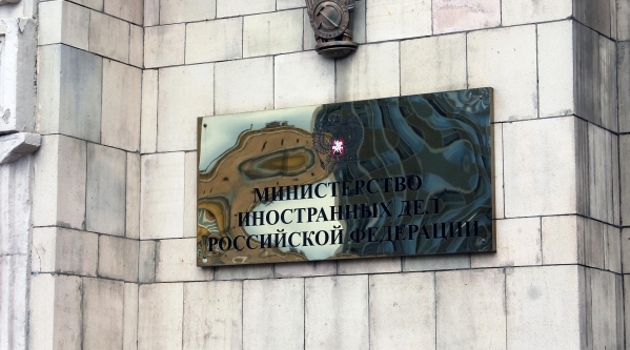 МИНИСТЕРСТВО
ИНОСТРАННЫХ ДЕЛ
РОССИЙСКОЙ ФЕДЕРАЦИИ